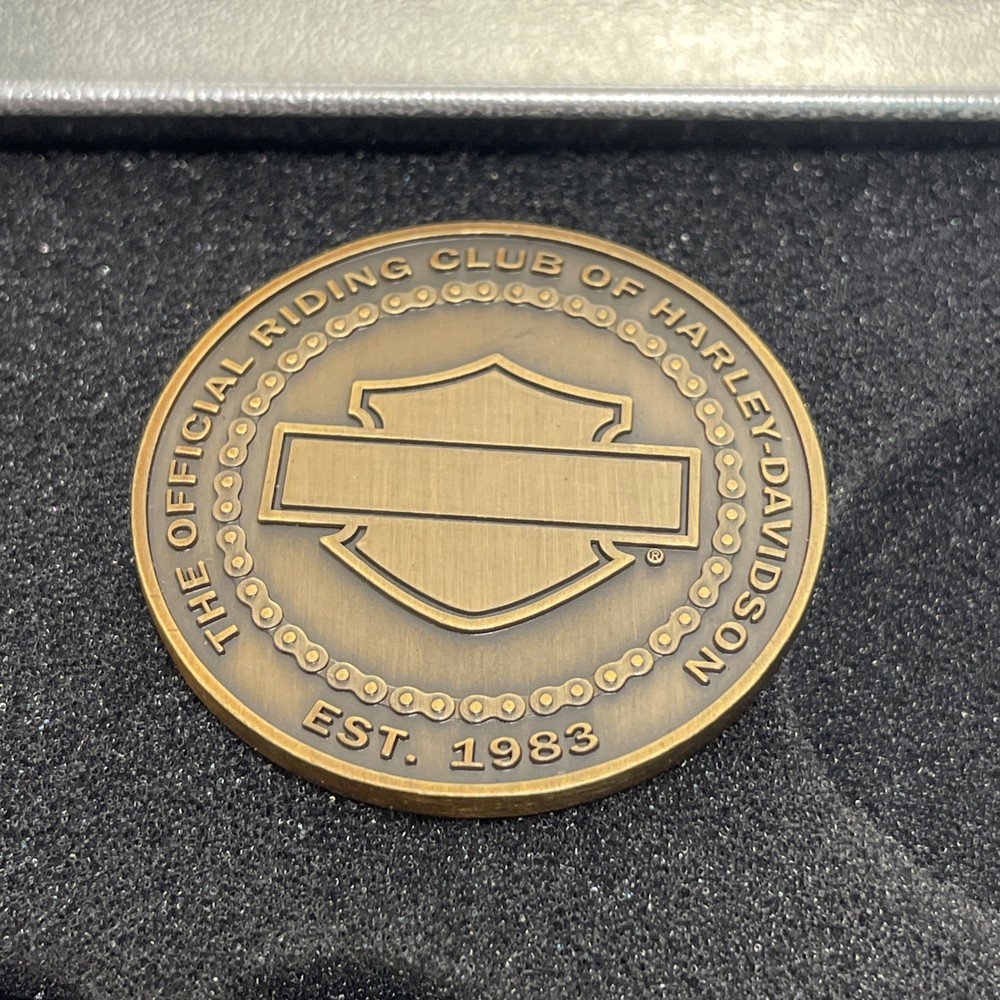 THE OFFICIAL RIDING CLUB OF HARLEY-DAVIDSON
®
EST. 1983